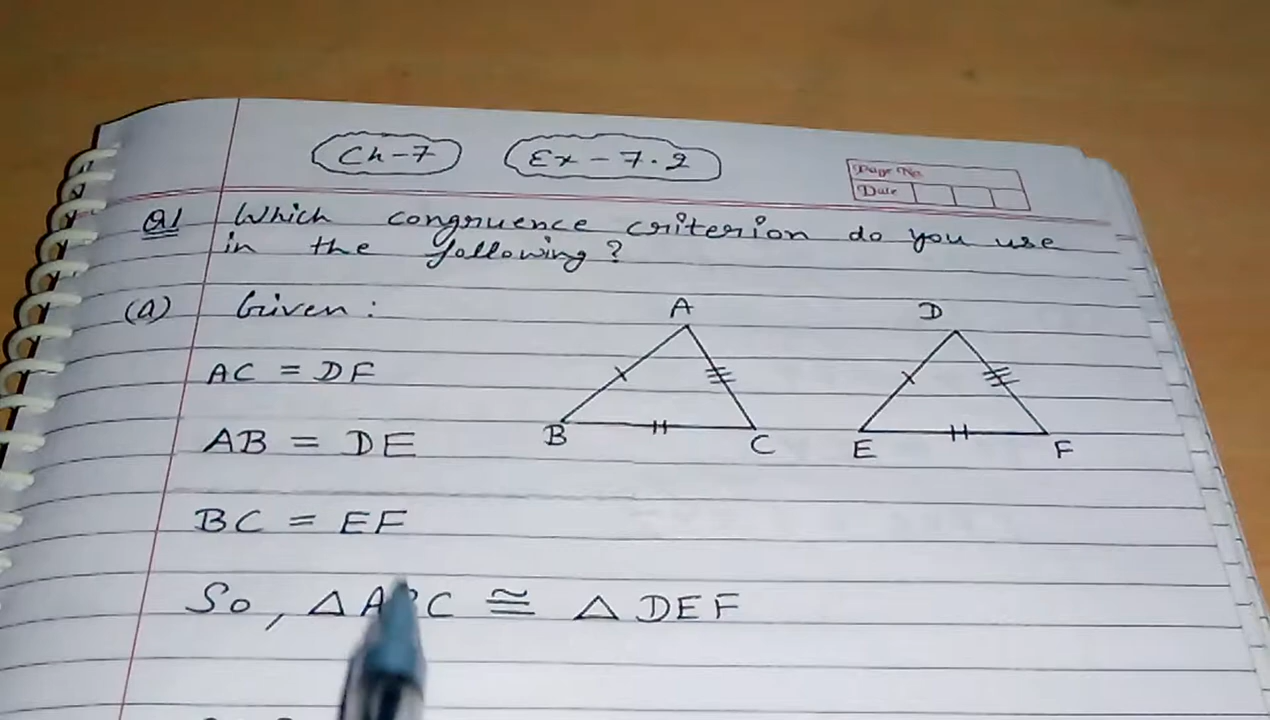 Ch-7 Ex-7.2
Page No.
Date
Q1 Which congruence criterion do you use
in the following?
(a) Given:
A D
AC = DF
AB = DE
B C E F
BC = EF
So, △ABC ≅ △DEF